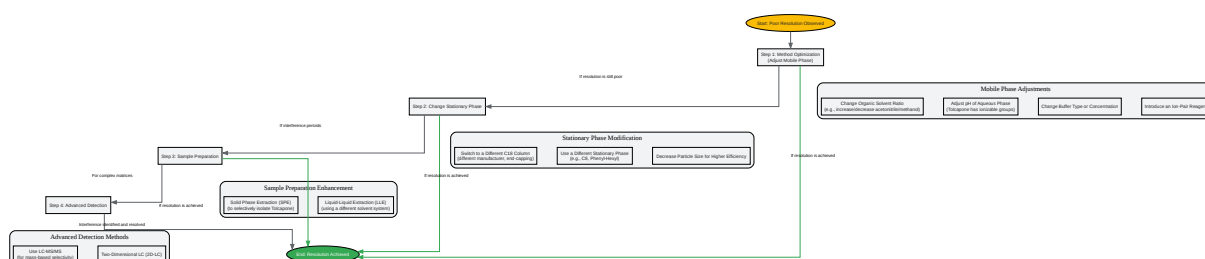 Start: Poor Resolution Observed
Step 1: Method Optimization
(Adjust Mobile Phase)
If resolution is still poor
Mobile Phase Adjustments
Change Organic Solvent Ratio
(e.g., increase/decrease acetonitrile/methanol)
Adjust pH of Aqueous Phase
(Tolcapone has ionizable groups)
Change Buffer Type or Concentration
Introduce an Ion-Pair Reagen
Step 2: Change Stationary Phase
If interference persists
Stationary Phase Modification
Switch to a Different C18 Column
(different manufacturer, end-capping)
Use a Different Stationary Phase
(e.g., C8, Phenyl-Hexyl)
Decrease Particle Size for Higher Efficiency
If resolution is achieved
Step 3: Sample Preparation
For complex matrices
If resolution is achieved
Sample Preparation Enhancement
Solid Phase Extraction (SPE)
(to selectively isolate Tolcapone)
Liquid-Liquid Extraction (LLE)
(using a different solvent system)
Step 4: Advanced Detection
If resolution is achieved
Interference identified and resolved
Advanced Detection Methods
Use LC-MS/MS
(for mass-based selectivity)
Two-Dimensional LC (2D-LC)
End: Resolution Achieved